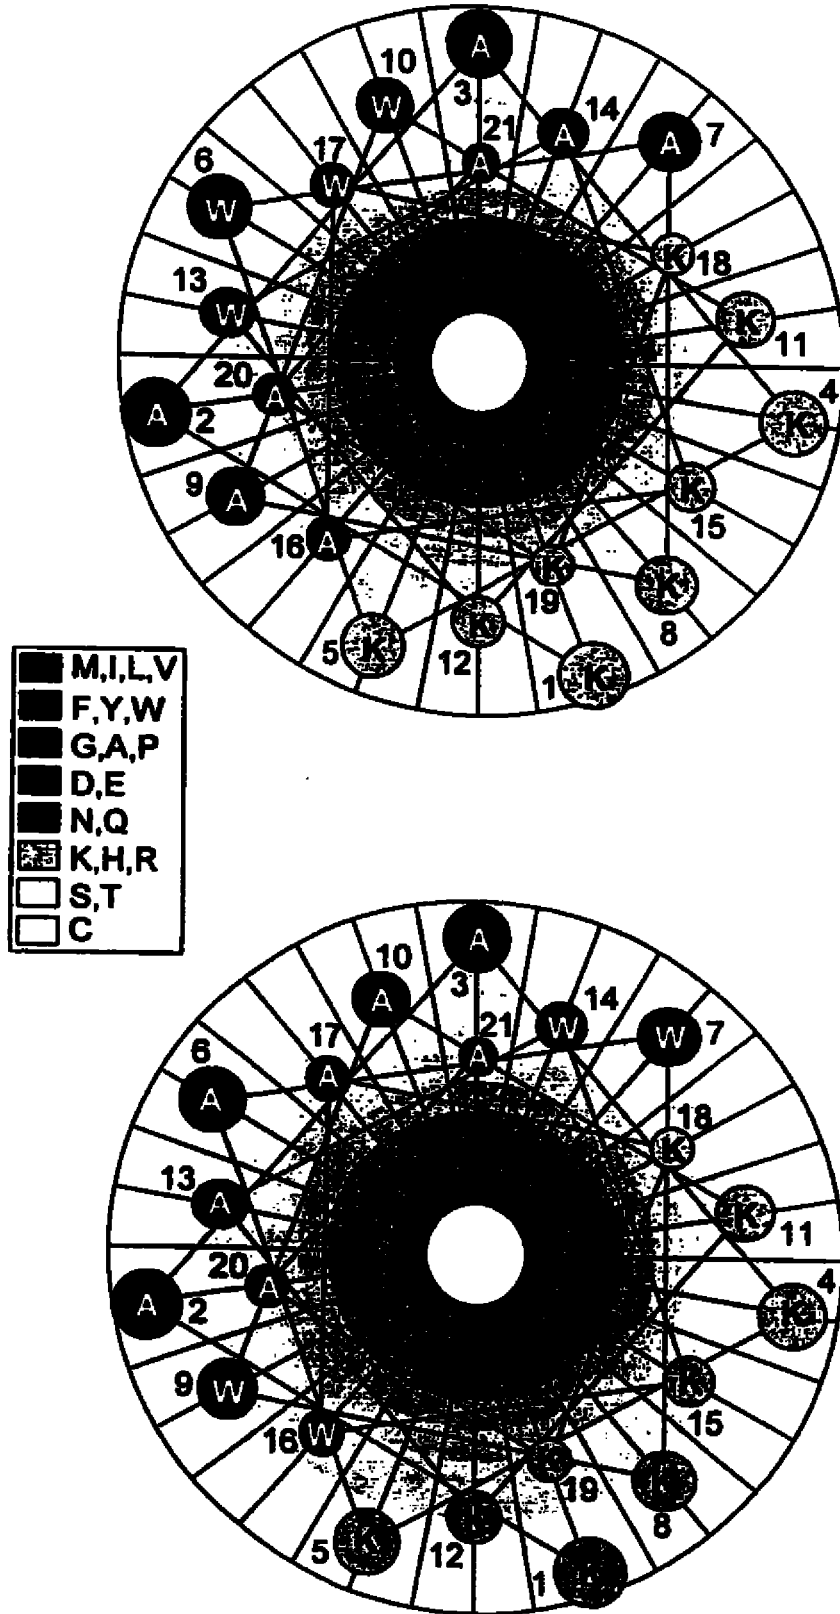 A
10
3
W
14
A
7
A
21
A
17
W
6
W
K
18
13
W
K
11
20
A
A
2
4
K
9
A
K
15
16
A
K
19
K
8
5
K
12
K
1
K
M,I,L,V
F,Y,W
G,A,P
D,E
N,Q
K,H,R
S,T
C
A
10
3
A
14
W
7
W
21
A
17
A
6
A
18
K
13
A
K
11
20
A
A
2
4
K
9
W
K
15
16
W
19
K
8
5
K
12
1